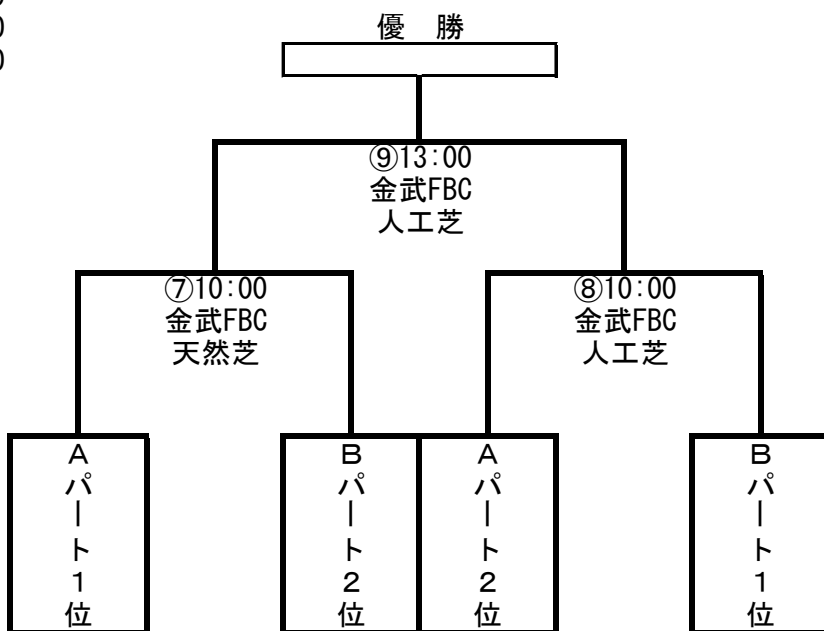 優 勝
⑨13:00
金武FBC
人工芝
⑦10:00
金武FBC
天然芝
⑧10:00
金武FBC
人工芝
Aパート1位
Bパート2位
Aパート2位
Bパート1位